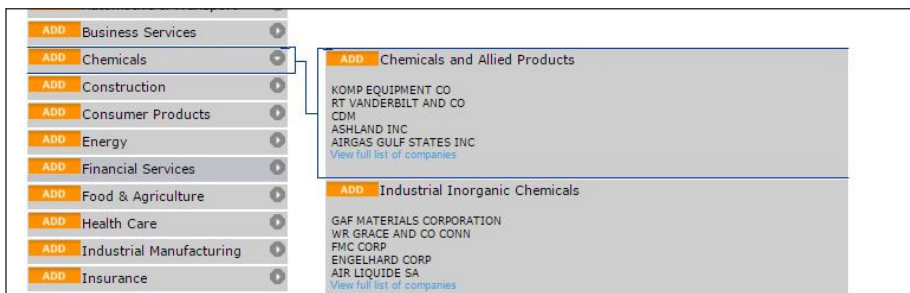 Automotive & Transport
ADD Business Services
ADD Chemicals
ADD Construction
ADD Consumer Products
ADD Energy
ADD Financial Services
ADD Food & Agriculture
ADD Health Care
ADD Industrial Manufacturing
ADD Insurance
ADD Chemicals and Allied Products
KOMP EQUIPMENT CO
RT VANDERBILT AND CO
CDM
ASHLAND INC
AIRGAS GULF STATES INC
View full list of companies
ADD Industrial Inorganic Chemicals
GAF MATERIALS CORPORATION
WR GRACE AND CO CONN
FMC CORP
ENGELHARD CORP
AIR LIQUIDE SA
View full list of companies